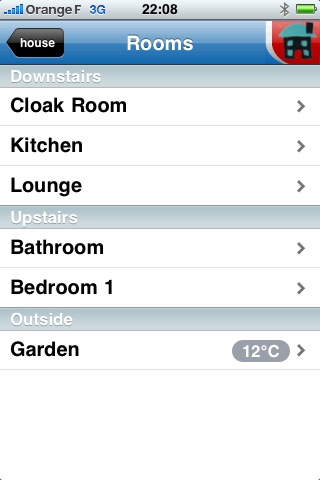 Orange F 3G 22:08
house Rooms
Downstairs
Cloak Room
Kitchen
Lounge
Upstairs
Bathroom
Bedroom 1
Outside
Garden 12°C